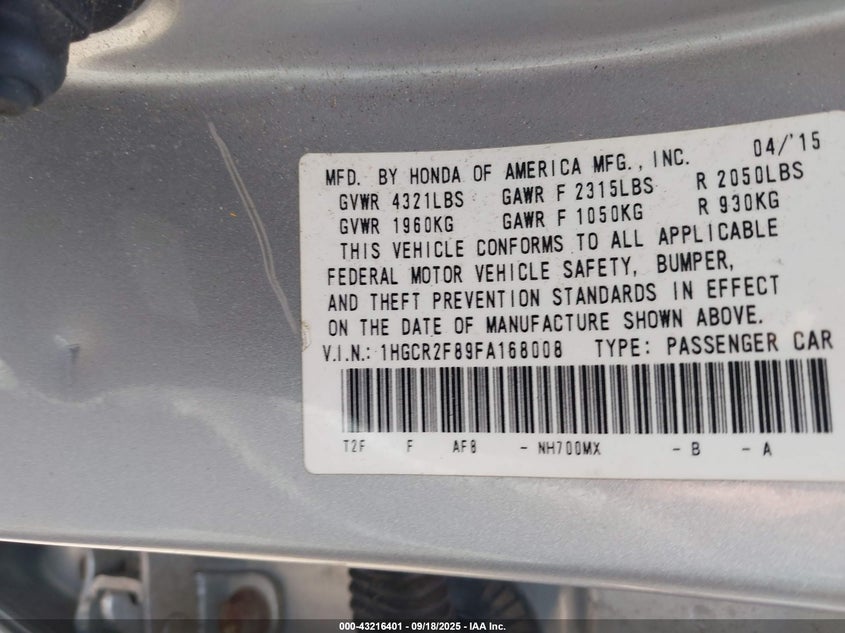 04/'15
MFD. BY HONDA OF AMERICA MFG., INC.
GVWR 4321LBS GAWR F 2315LBS R 2050LBS
GVWR 1960KG GAWR F 1050KG R 930KG
THIS VEHICLE CONFORMS TO ALL APPLICABLE
FEDERAL MOTOR VEHICLE SAFETY, BUMPER,
AND THEFT PREVENTION STANDARDS IN EFFECT
ON THE DATE OF MANUFACTURE SHOWN ABOVE.
V.I.N.: 1HGCR2F89FA168008 TYPE: PASSENGER CAR
T2F F AF8 - NH700MX - B - A
000-43216401 - 09/18/2025 - IAA Inc.